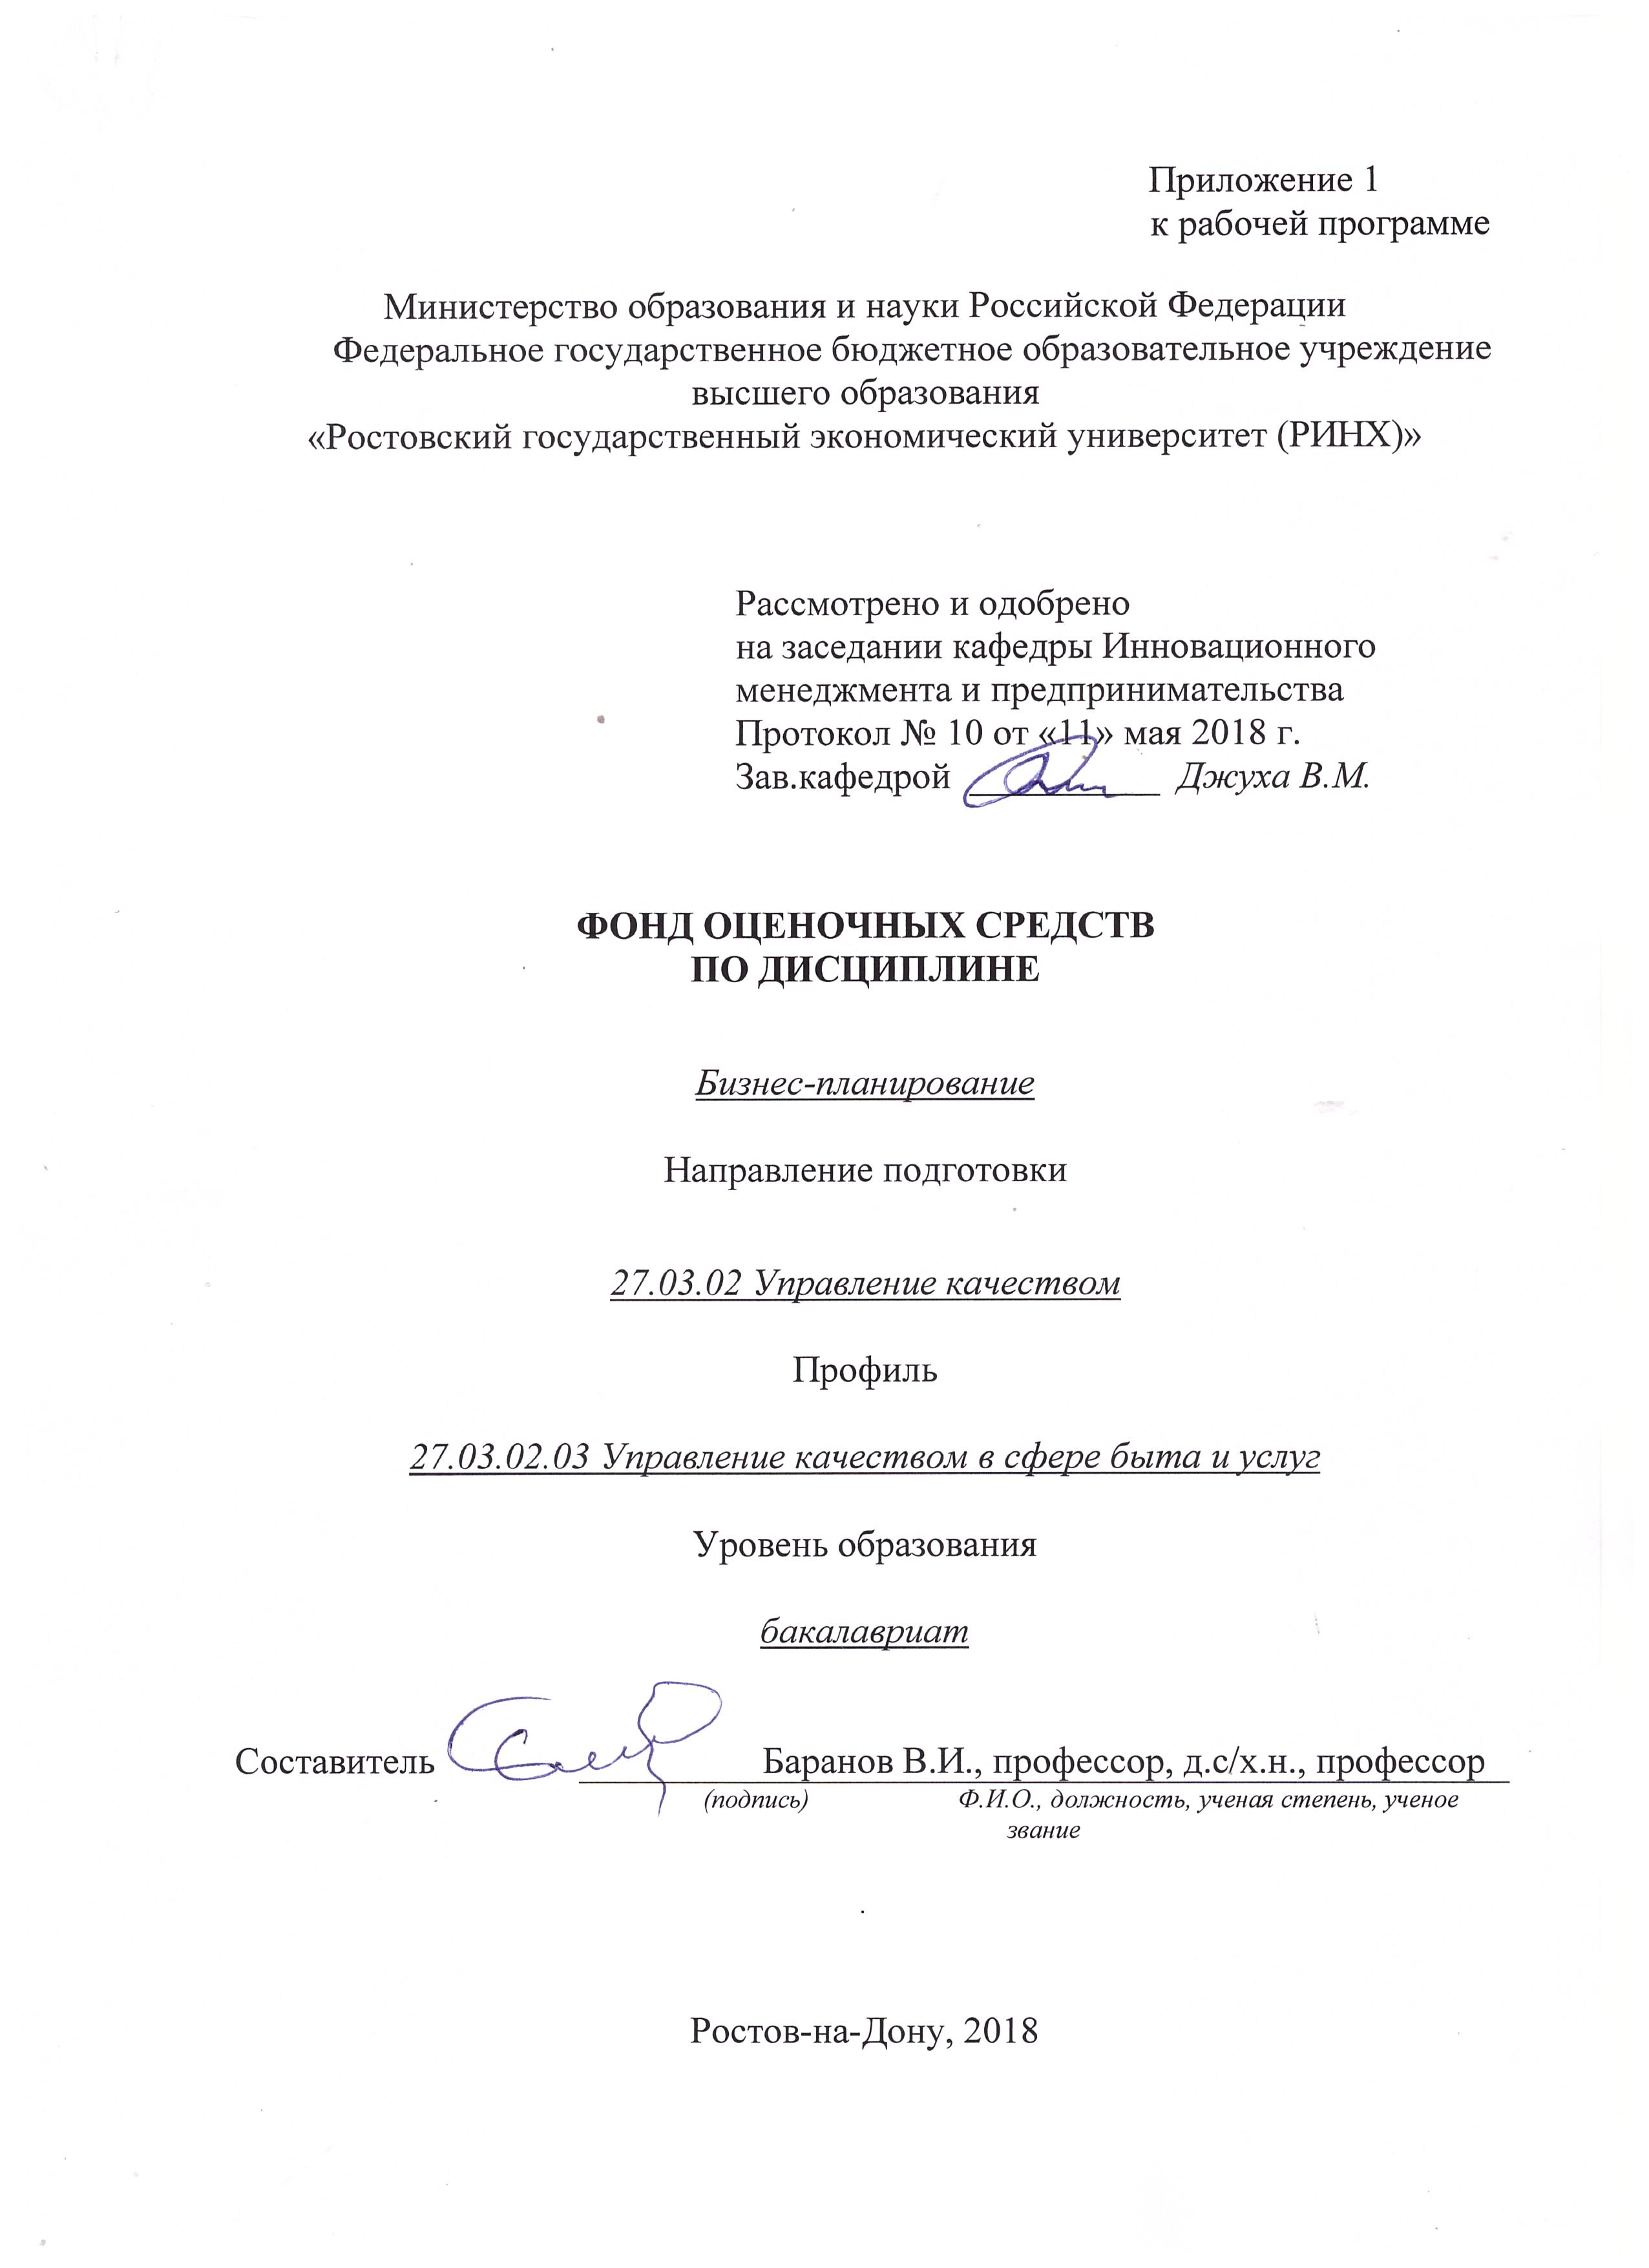 Приложение 1
к рабочей программе
Министерство образования и науки Российской Федерации
Федеральное государственное бюджетное образовательное учреждение
высшего образования
«Ростовский государственный экономический университет (РИНХ)»
Рассмотрено и одобрено
на заседании кафедры Инновационного
менеджмента и предпринимательства
Протокол № 10 от «11» мая 2018 г.
Зав.кафедрой ___________ Джуха В.М.
ФОНД ОЦЕНОЧНЫХ СРЕДСТВ
ПО ДИСЦИПЛИНЕ
Бизнес-планирование
Направление подготовки
27.03.02 Управление качеством
Профиль
27.03.02.03 Управление качеством в сфере быта и услуг
Уровень образования
бакалавриат
Составитель Баранов В.И., профессор, д.с/х.н., профессор
(подпись) Ф.И.О., должность, ученая степень, ученое
звание
Ростов-на-Дону, 2018